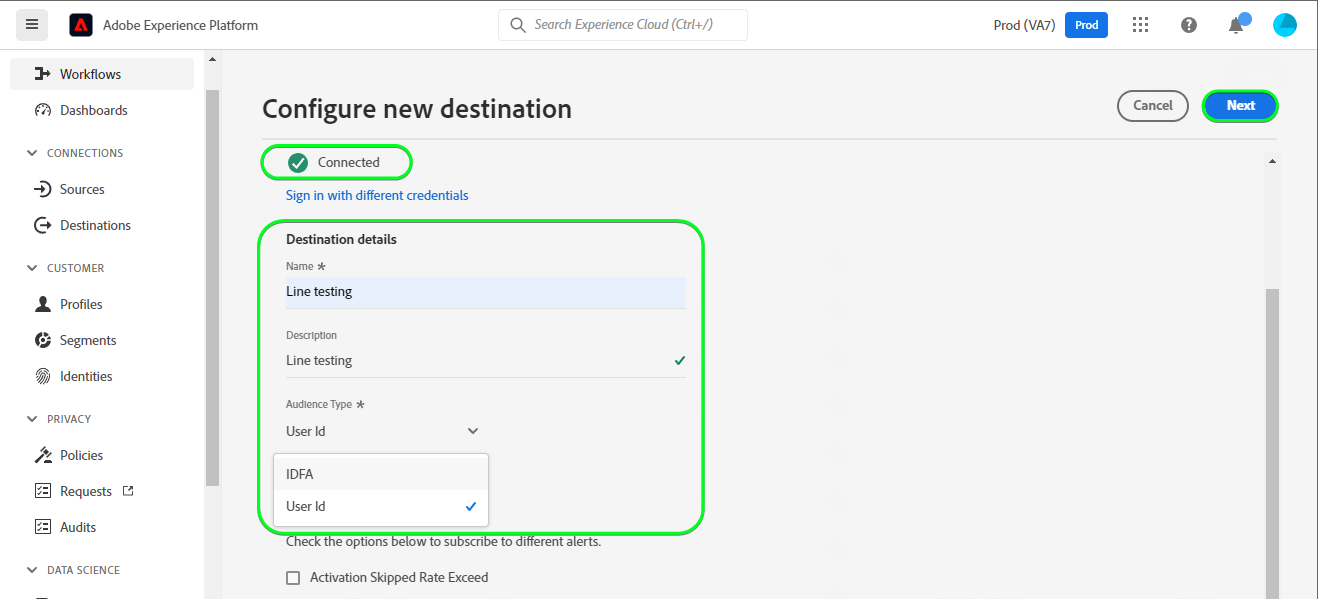 Adobe Experience Platform
Search Experience Cloud (Ctrl+/)
Prod (VA7)
Prod
Workflows
Dashboards
CONNECTIONS
Sources
Destinations
CUSTOMER
Profiles
Segments
Identities
PRIVACY
Policies
Requests
Audits
DATA SCIENCE
Configure new destination
Cancel
Next
Connected
Sign in with different credentials
Destination details
Name *
Line testing
Description
Line testing
Audience Type *
User Id
IDFA
User Id
Check the options below to subscribe to different alerts.
Activation Skipped Rate Exceed